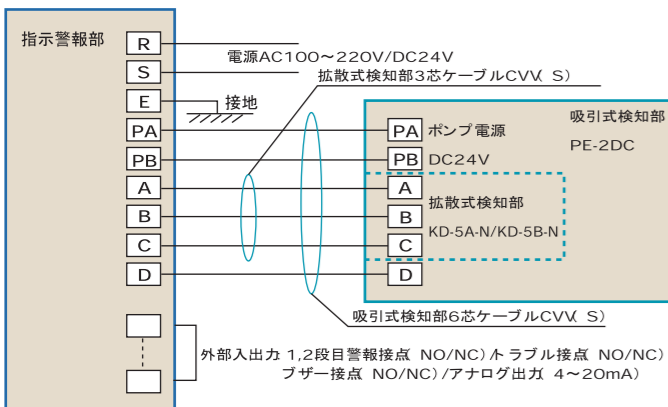 指示警報部
R
S
E
PA
PB
A
B
C
D
電源AC100～220V/DC24V
拡散式検知部3芯ケーブルCVV( S)
接地
吸引式検知部
PE-2DC
PA ポンプ電源
PB DC24V
A
B
C
D
拡散式検知部
KD-5A-N/KD-5B-N
吸引式検知部6芯ケーブルCVV( S)
外部入出力: 1,2段目警報接点( NO/NC) /トラブル接点( NO/NC)
ブザー接点( NO/NC) /アナログ出力( 4～20mA)